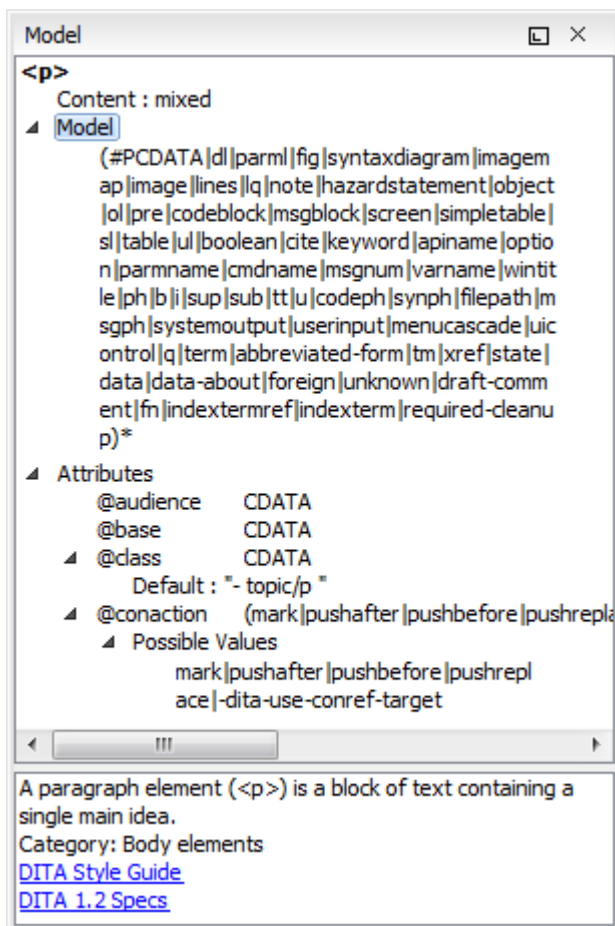 Model
<p>
Content : mixed
Model
(#PCDATA|dl|parml|fig|syntaxdiagram|imagem
ap|image|lines|lq|note|hazardstatement|object
|ol|pre|codeblock|msgblock|screen|simpletable|
sl|table|ul|boolean|cite|keyword|apiname|optio
n|parmname|cmdname|msgnum|varname|wintit
le|ph|b|i|sup|sub|tt|u|codeph|synph|filepath|m
sgph|systemoutput|userinput|menucascade|uic
ontrol|q|term|abbreviated-form|tm|xref|state|
data|data-about|foreign|unknown|draft-comm
ent|fn|indextermref|indexterm|required-cleanu
p)*
Attributes
@audience CDATA
@base CDATA
@class CDATA
Default : "- topic/p "
@conaction (mark|pushafter|pushbefore|pushrepla
Possible Values
mark|pushafter|pushbefore|pushrepl
ace|-dita-use-conref-target
A paragraph element (<p>) is a block of text containing a
single main idea.
Category: Body elements
DITA Style Guide
DITA 1.2 Specs